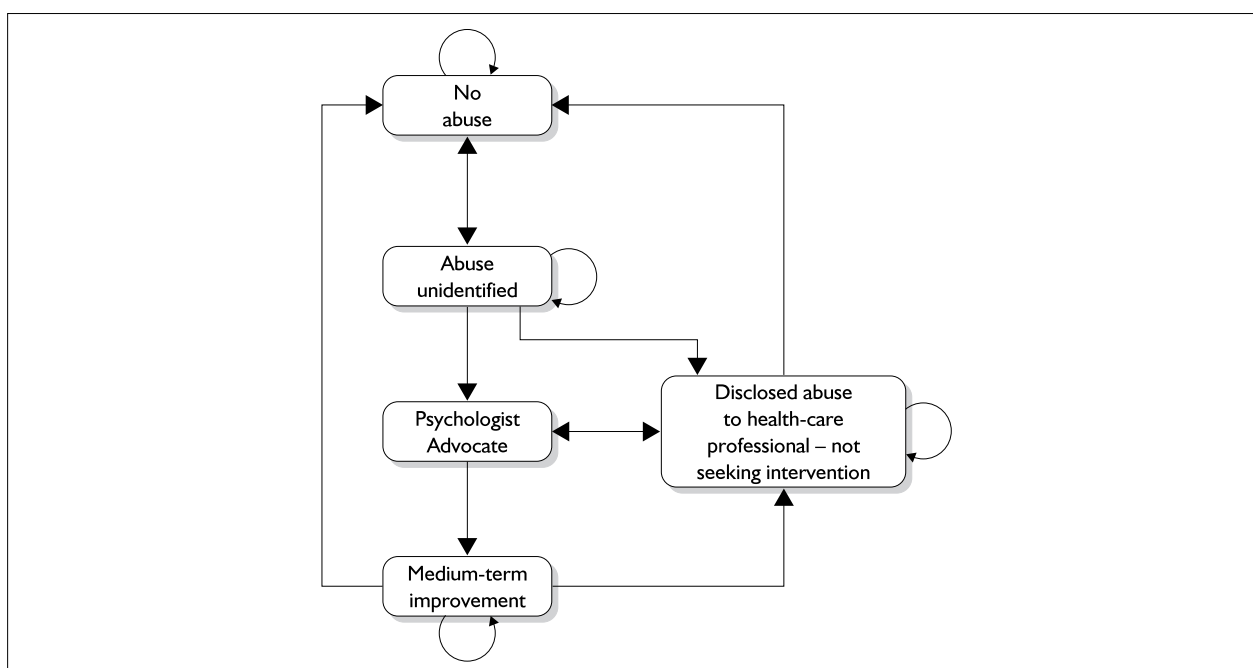 No
abuse
Abuse
unidentified
Psychologist
Advocate
Disclosed abuse
to health-care
professional – not
seeking intervention
Medium-term
improvement